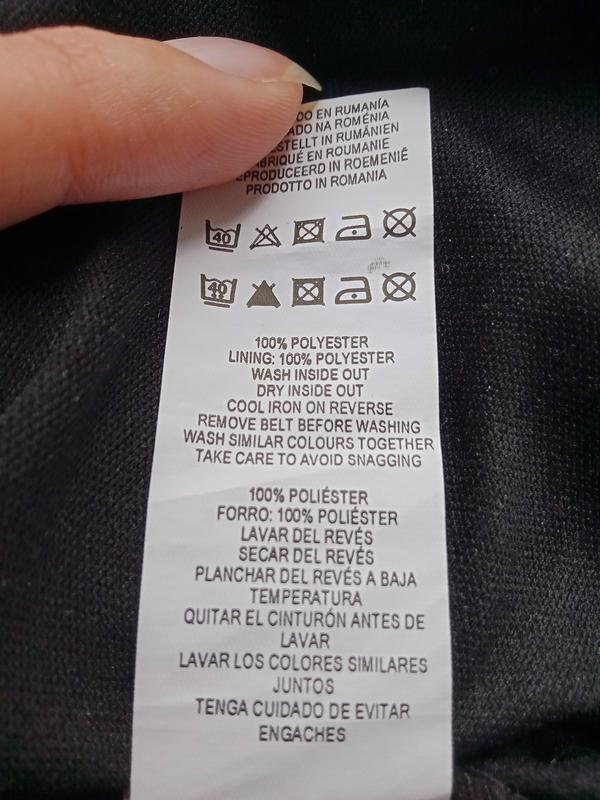 DO EN RUMANÍA
ADO NA ROMÉNIA
ESTELLT IN RUMÄNIEN
ABRIQUÉ EN ROUMANIE
EPRODUCEERD IN ROEMENIË
PRODOTTO IN ROMANIA
40
40
100% POLYESTER
LINING: 100% POLYESTER
WASH INSIDE OUT
DRY INSIDE OUT
COOL IRON ON REVERSE
REMOVE BELT BEFORE WASHING
WASH SIMILAR COLOURS TOGETHER
TAKE CARE TO AVOID SNAGGING
100% POLIÉSTER
FORRO: 100% POLIÉSTER
LAVAR DEL REVÉS
SECAR DEL REVÉS
PLANCHAR DEL REVÉS A BAJA
TEMPERATURA
QUITAR EL CINTURÓN ANTES DE
LAVAR
LAVAR LOS COLORES SIMILARES
JUNTOS
TENGA CUIDADO DE EVITAR
ENGACHES